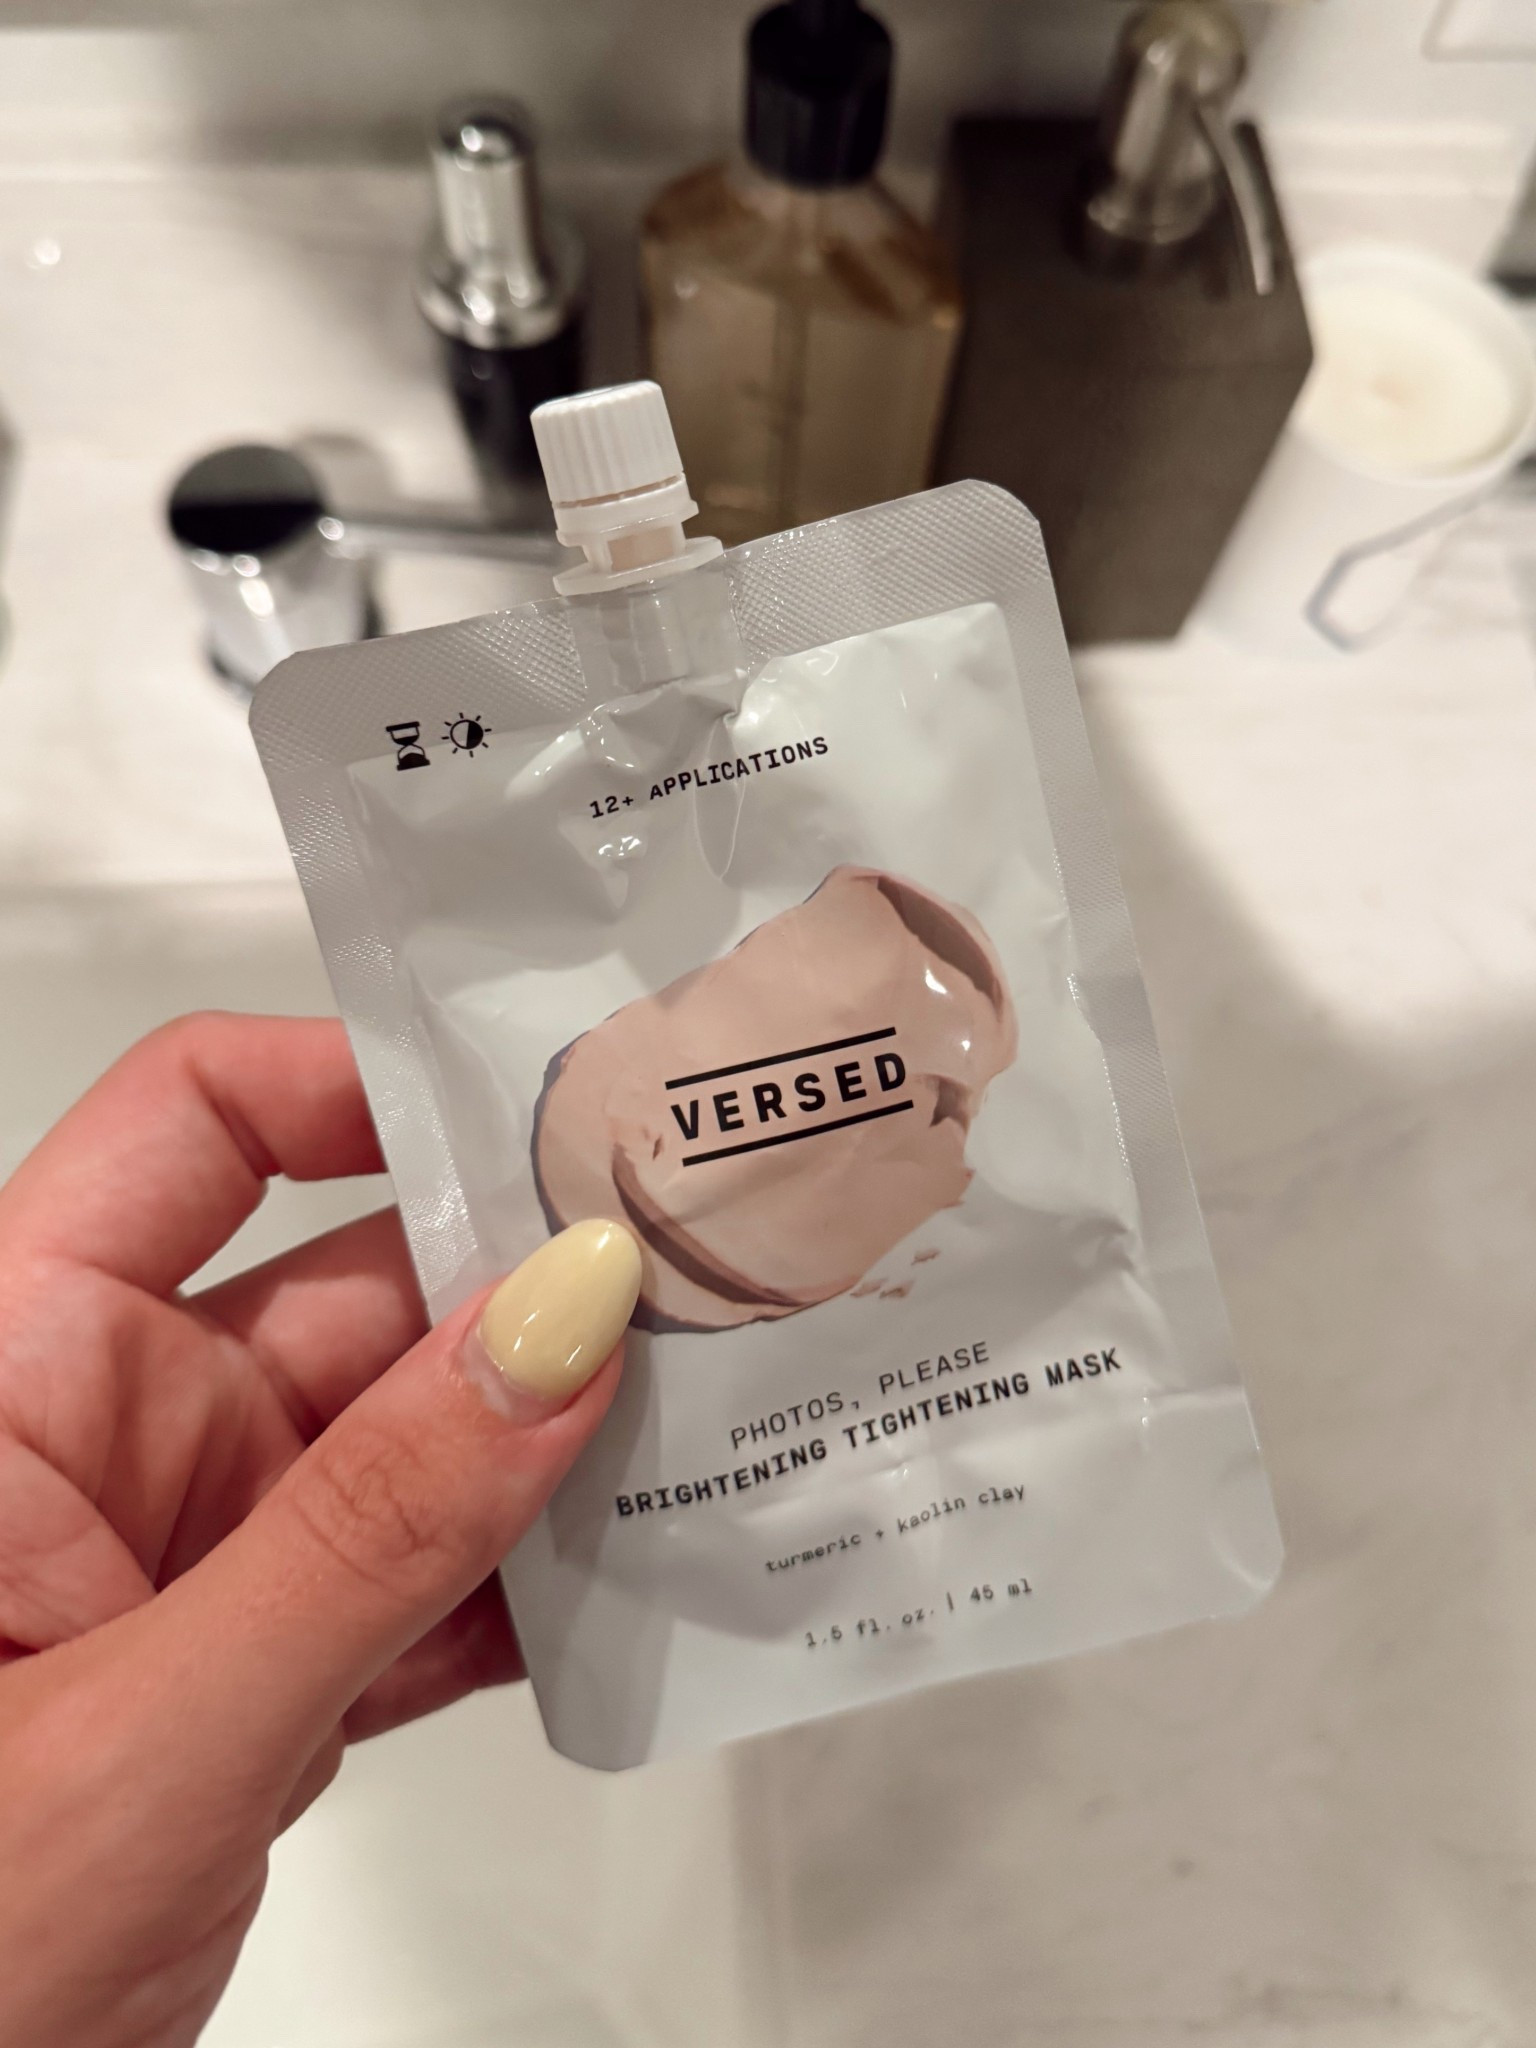 12+ APPLICATIONS
VERSED
PHOTOS, PLEASE
BRIGHTENING TIGHTENING MASK
turmeric + kaolin clay
1.5 fl. oz. | 45 ml